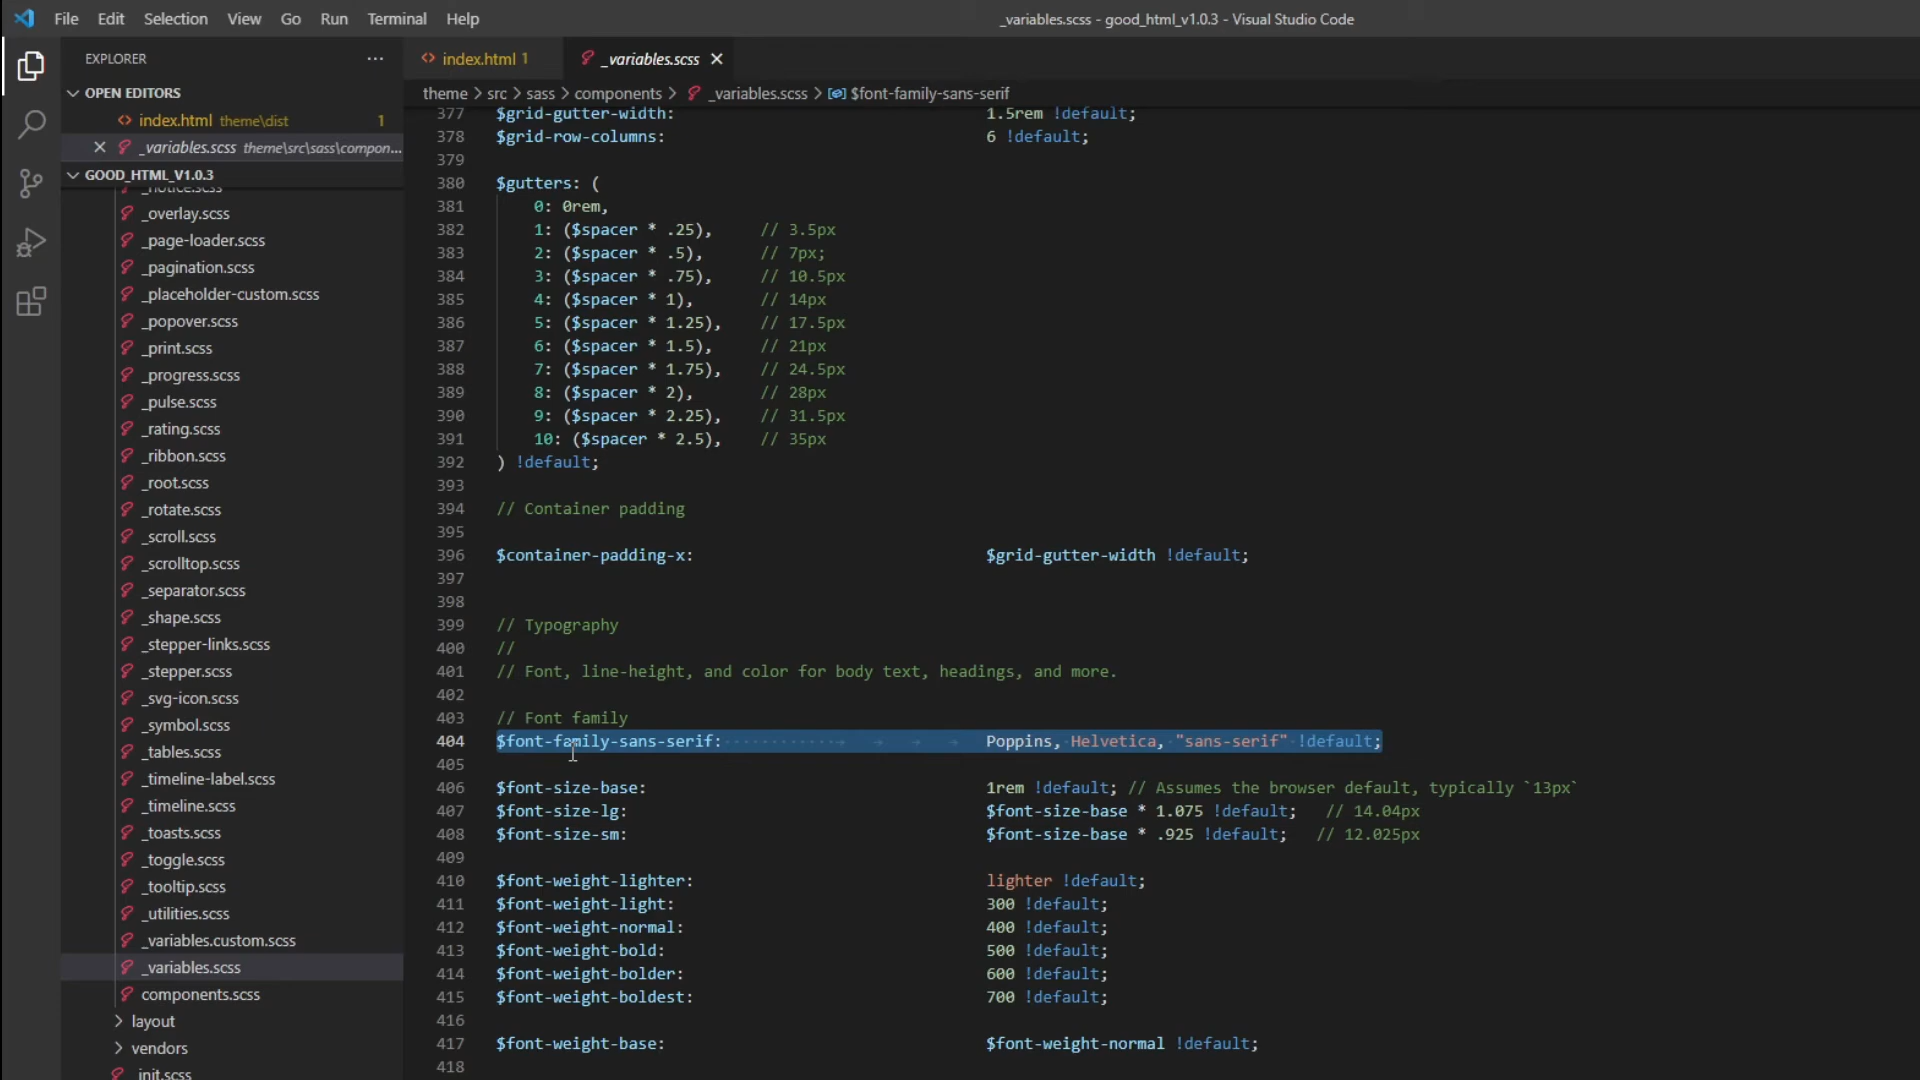 File Edit Selection View Go Run Terminal Help
_variables.scss - good_html_v1.0.3 - Visual Studio Code
EXPLORER
OPEN EDITORS
index.html theme\dist 1
_variables.scss theme\src\sass\compon...
GOOD_HTML_V1.0.3
_notice.scss
_overlay.scss
_page-loader.scss
_pagination.scss
_placeholder-custom.scss
_popover.scss
_print.scss
_progress.scss
_pulse.scss
_rating.scss
_ribbon.scss
_root.scss
_rotate.scss
_scroll.scss
_scrolltop.scss
_separator.scss
_shape.scss
_stepper-links.scss
_stepper.scss
_svg-icon.scss
_symbol.scss
_tables.scss
_timeline-label.scss
_timeline.scss
_toasts.scss
_toggle.scss
_tooltip.scss
_utilities.scss
_variables.custom.scss
_variables.scss
components.scss
layout
vendors
init.scss
index.html 1
_variables.scss
theme > src > sass > components > _variables.scss > $font-family-sans-serif
377 $grid-gutter-width: 1.5rem !default;
378 $grid-row-columns: 6 !default;
379
380 $gutters: (
381 0: 0rem,
382 1: ($spacer * .25), // 3.5px
383 2: ($spacer * .5), // 7px;
384 3: ($spacer * .75), // 10.5px
385 4: ($spacer * 1), // 14px
386 5: ($spacer * 1.25), // 17.5px
387 6: ($spacer * 1.5), // 21px
388 7: ($spacer * 1.75), // 24.5px
389 8: ($spacer * 2), // 28px
390 9: ($spacer * 2.25), // 31.5px
391 10: ($spacer * 2.5), // 35px
392 ) !default;
393
394 // Container padding
395
396 $container-padding-x: $grid-gutter-width !default;
397
398
399 // Typography
400 //
401 // Font, line-height, and color for body text, headings, and more.
402
403 // Font family
404 $font-family-sans-serif: Poppins, Helvetica, "sans-serif" !default;
405
406 $font-size-base: 1rem !default; // Assumes the browser default, typically `13px`
407 $font-size-lg: $font-size-base * 1.075 !default; // 14.04px
408 $font-size-sm: $font-size-base * .925 !default; // 12.025px
409
410 $font-weight-lighter: lighter !default;
411 $font-weight-light: 300 !default;
412 $font-weight-normal: 400 !default;
413 $font-weight-bold: 500 !default;
414 $font-weight-bolder: 600 !default;
415 $font-weight-boldest: 700 !default;
416
417 $font-weight-base: $font-weight-normal !default;
418